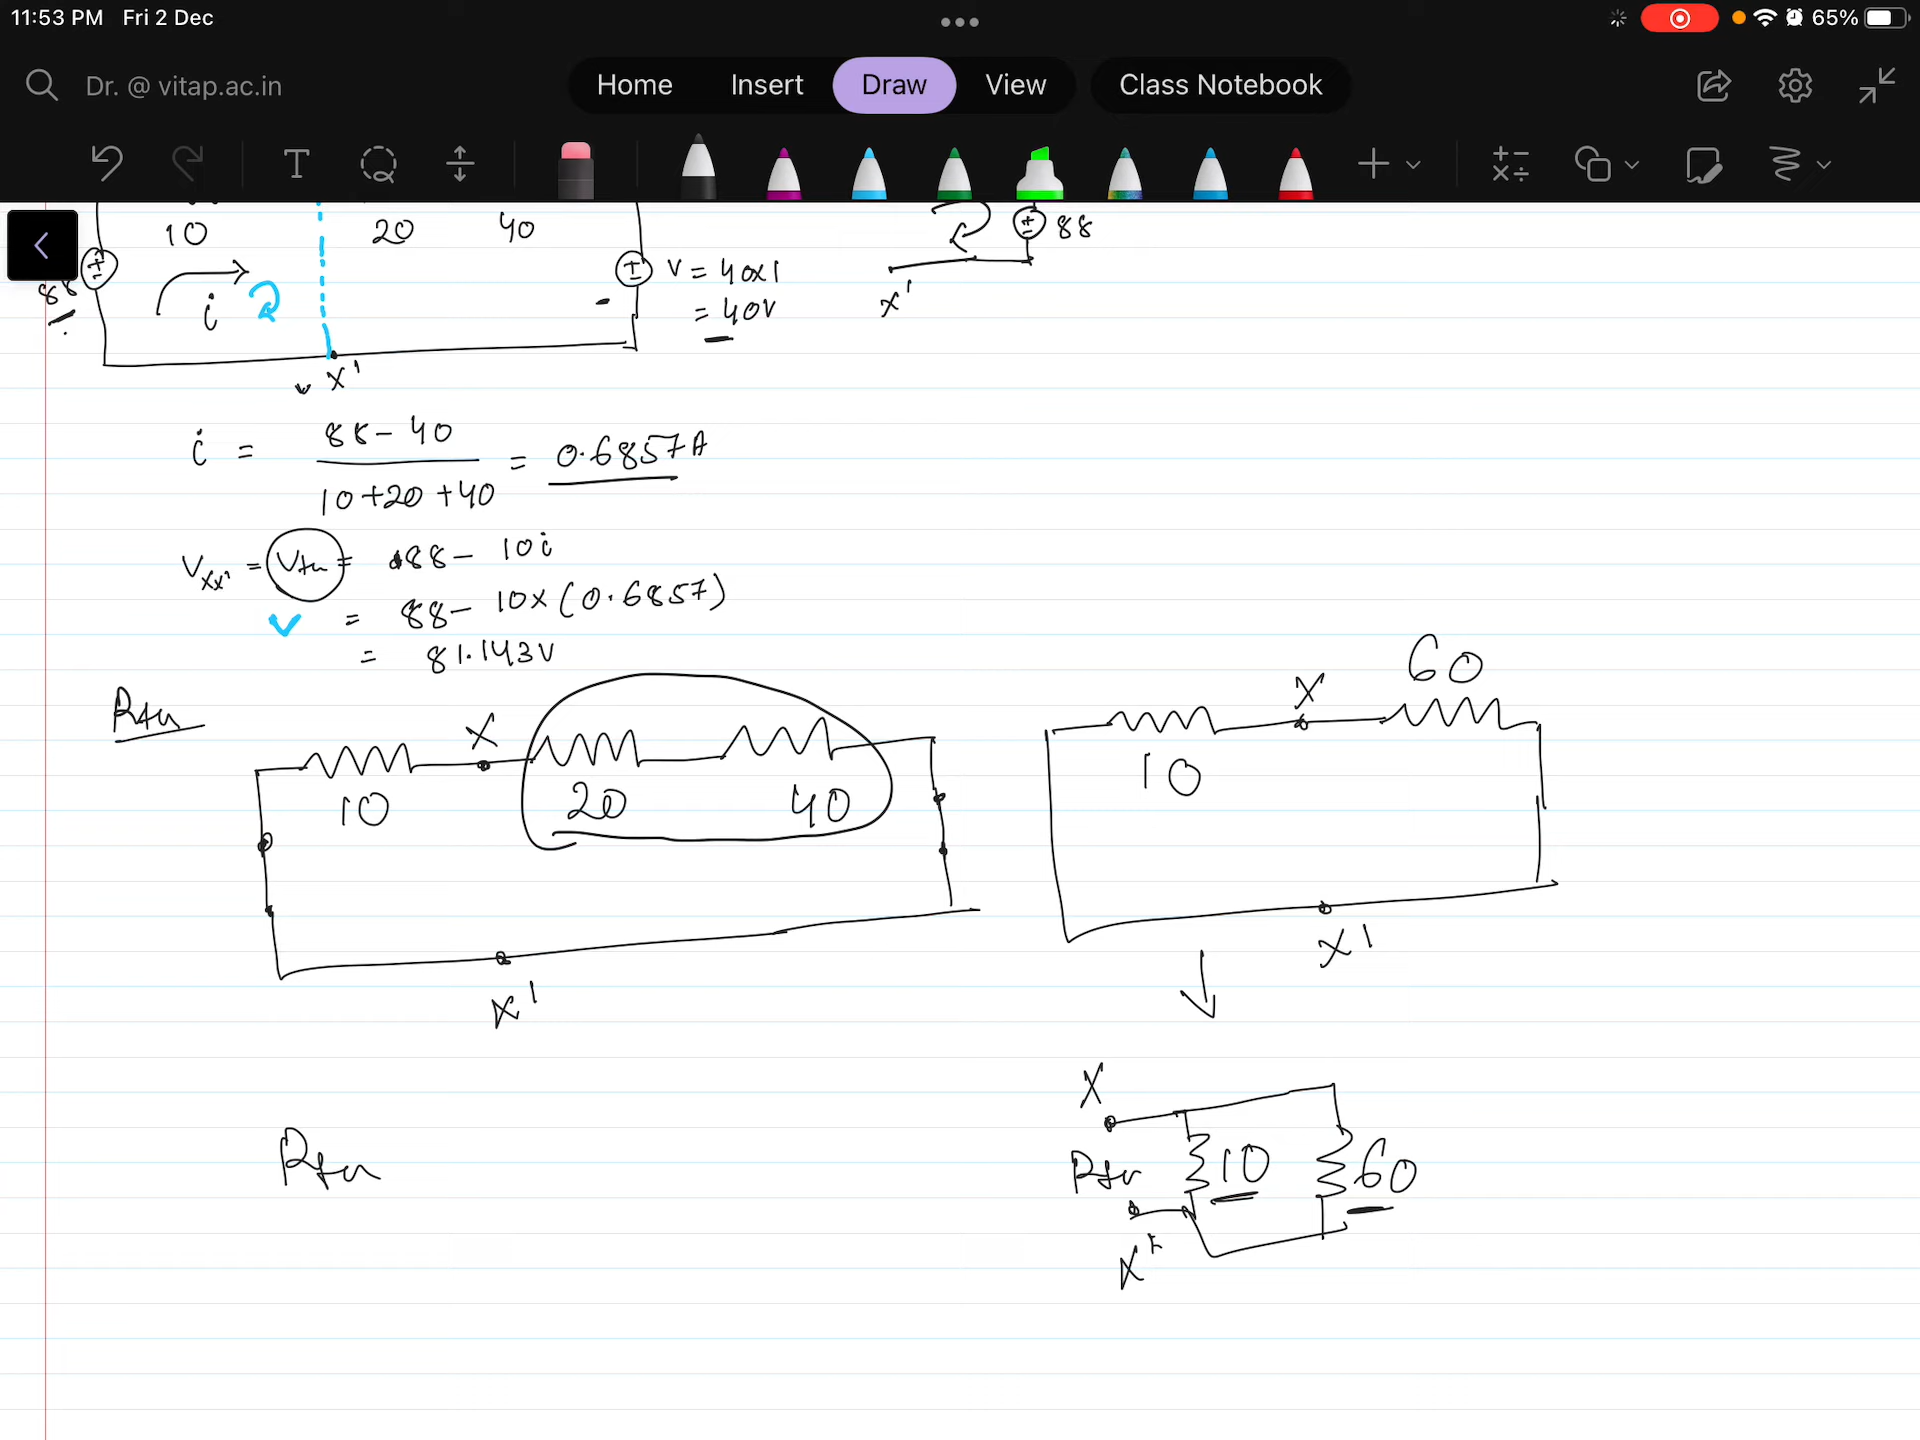 11:53 PM Fri 2 Dec
65%
Dr. @ vitap.ac.in
Home Insert Draw View Class Notebook
T
10 20 40
88
88
i
V = 40x1
= 40V
x'
x'
i = 88 - 40 / 10+20+40 = 0.6857A
Vxx' = Vth = 88 - 10i
= 88 - 10x(0.6857)
= 81.143V
Rth
X
10 20 40
X'
X 60
10
X'
X
Rth 10 60
X'
Rth